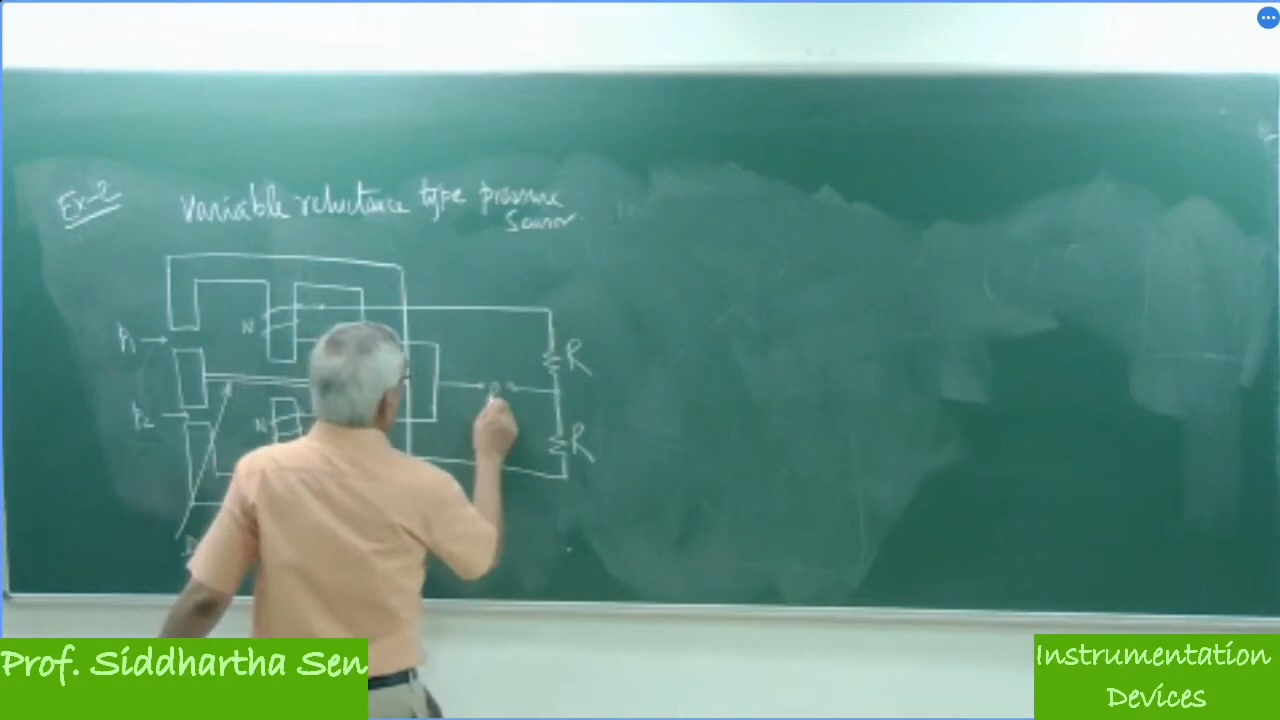 Ex-2
Variable reluctance type pressure
Sensor
N
R
P1
P2
N
R
Prof. Siddhartha Sen
Instrumentation
Devices